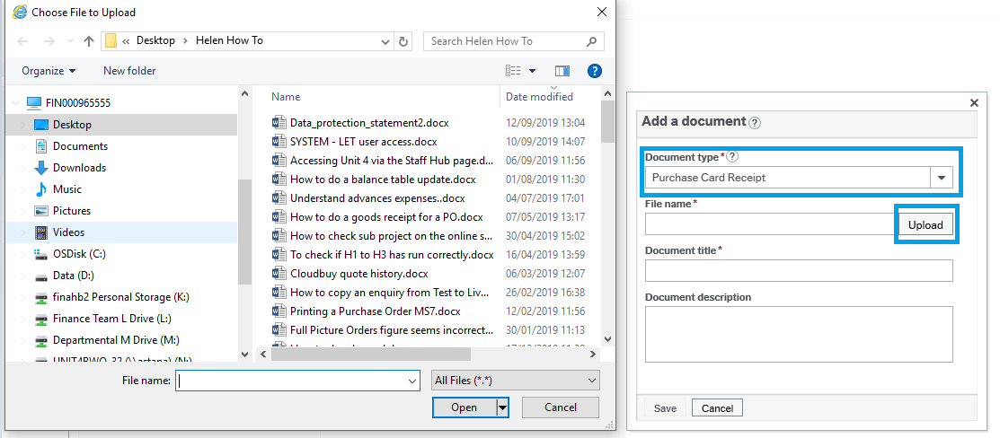 Choose File to Upload
« Desktop > Helen How To
Search Helen How To
Organize
New folder
FIN000965555
Desktop
Documents
Downloads
Music
Pictures
Videos
OSDisk (C:)
Data (D:)
finahb2 Personal Storage (K:)
Finance Team L Drive (L:)
Departmental M Drive (M:)
Name Date modified
Data_protection_statement2.docx 12/09/2019 13:04
SYSTEM - LET user access.docx 10/09/2019 14:07
Accessing Unit 4 via the Staff Hub page.d... 06/09/2019 11:56
How to do a balance table update.docx 01/08/2019 11:30
Understand advances expenses..docx 04/07/2019 17:01
How to do a goods receipt for a PO.docx 07/05/2019 13:17
How to check sub project on the online s... 30/04/2019 15:02
To check if H1 to H3 has run correctly.docx 16/04/2019 13:59
Cloudbuy quote history.docx 06/03/2019 12:07
How to copy an enquiry from Test to Liv... 26/02/2019 16:38
Printing a Purchase Order MS7.docx 12/02/2019 11:56
Full Picture Orders figure seems incorrect... 30/01/2019 11:13
File name:
All Files (*.*)
Open
Cancel
Add a document ?
Document type * ?
Purchase Card Receipt
File name *
Upload
Document title *
Document description
Save
Cancel